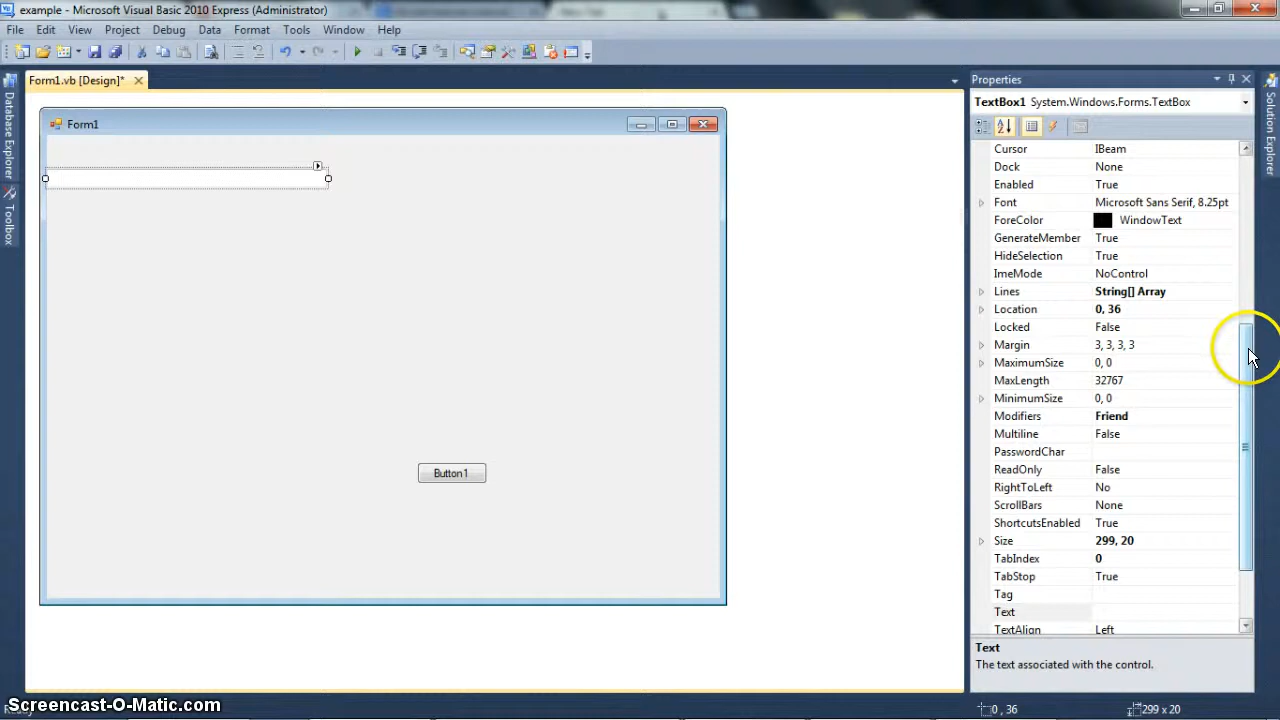 example - Microsoft Visual Basic 2010 Express (Administrator)
File Edit View Project Debug Data Format Window Tools Window Help
Form1.vb [Design]*
Properties
Database Explorer
Toolbox
Solution Explorer
Form1
Button1
TextBox1 System.Windows.Forms.TextBox
Cursor IBeam
Dock None
Enabled True
Font Microsoft Sans Serif, 8.25pt
ForeColor WindowText
GenerateMember True
HideSelection True
ImeMode NoControl
Lines String[] Array
Location 0, 36
Locked False
Margin 3, 3, 3, 3
MaximumSize 0, 0
MaxLength 32767
MinimumSize 0, 0
Modifiers Friend
Multiline False
PasswordChar
ReadOnly False
RightToLeft No
ScrollBars None
ShortcutsEnabled True
Size 299, 20
TabIndex 0
TabStop True
Tag
Text
TextAlign Left
Text
The text associated with the control.
Screencast-O-Matic.com
0 , 36 299 x 20